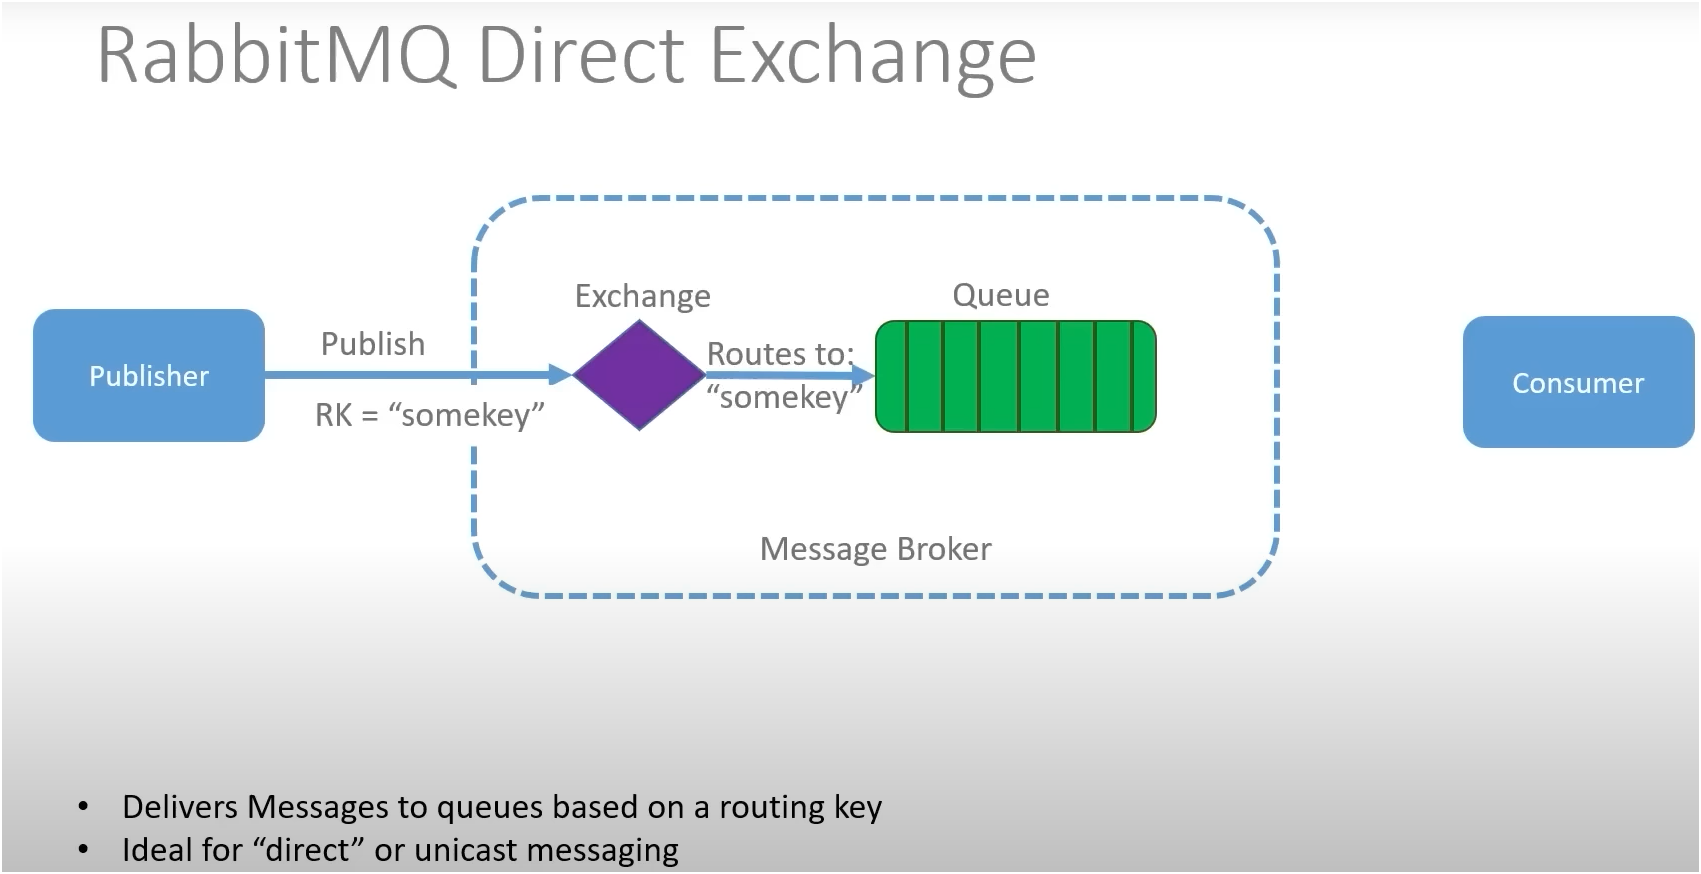 RabbitMQ Direct Exchange
Exchange
Queue
Publisher
Publish
RK = “somekey”
Routes to:
“somekey”
Consumer
Message Broker
• Delivers Messages to queues based on a routing key
• Ideal for “direct” or unicast messaging